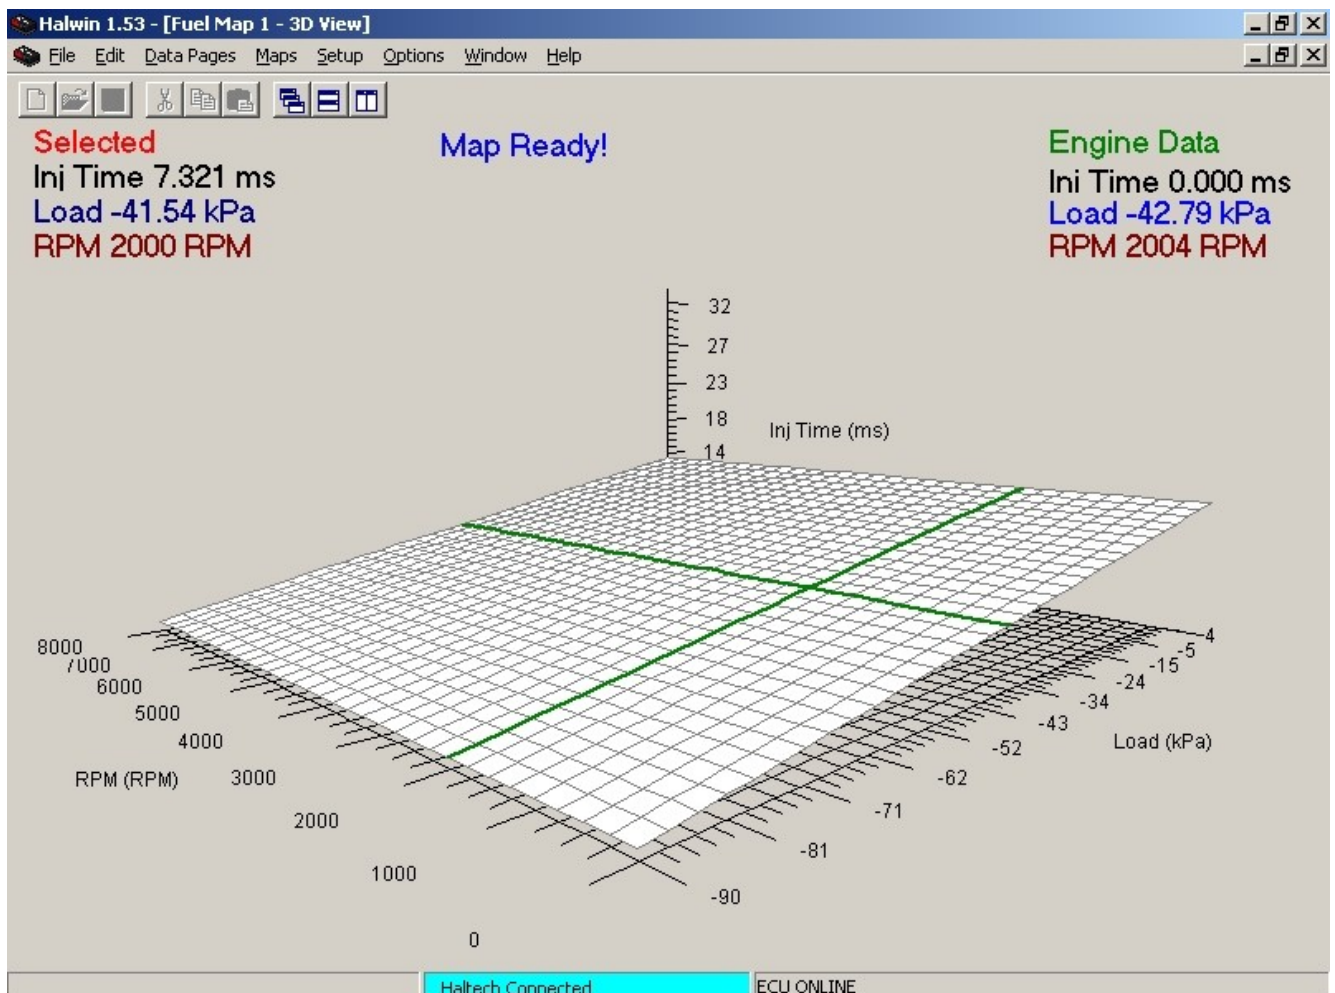 Halwin 1.53 - [Fuel Map 1 - 3D View]
File Edit Data Pages Maps Setup Options Window Help
Selected
Inj Time 7.321 ms
Load -41.54 kPa
RPM 2000 RPM
Map Ready!
Engine Data
Ini Time 0.000 ms
Load -42.79 kPa
RPM 2004 RPM
32
27
23
18
14
Inj Time (ms)
8000
7000
6000
5000
4000
3000
2000
1000
0
RPM (RPM)
4
-5
-15
-24
-34
-43
-52
-62
-71
-81
-90
Load (kPa)
Haltech Connected
ECU ONLINE